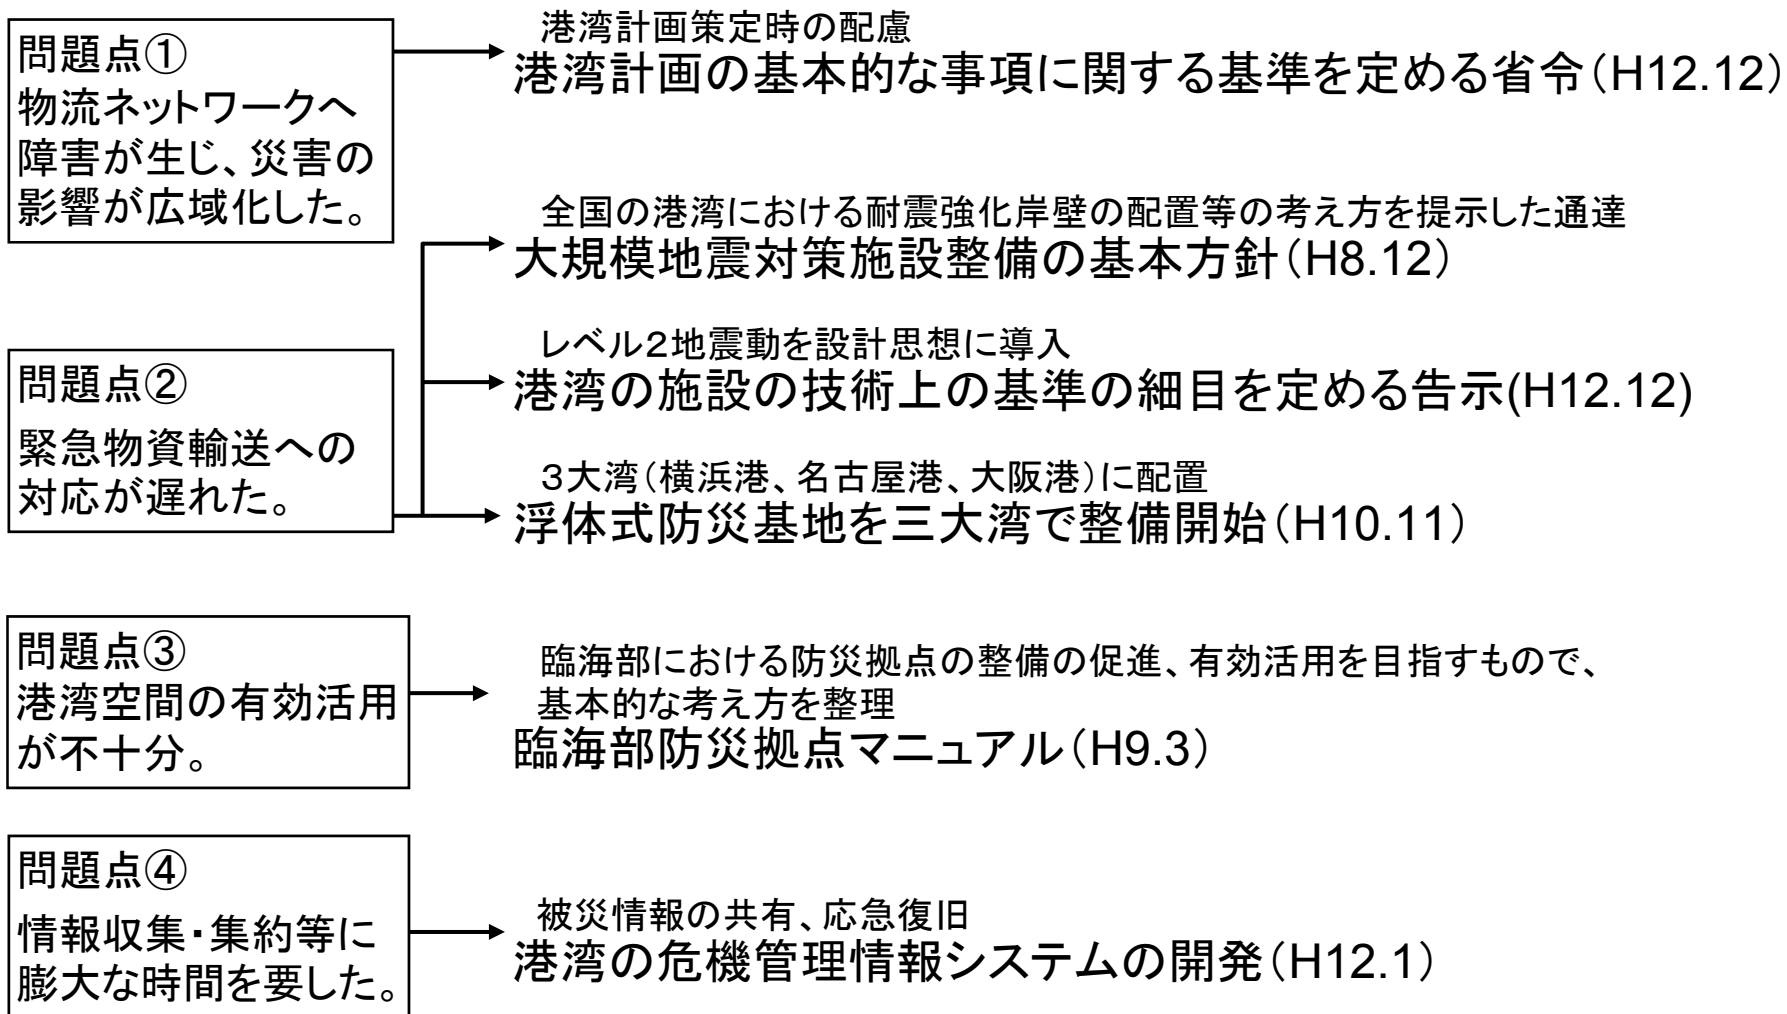 問題点①
物流ネットワークへ
障害が生じ、災害の
影響が広域化した。
港湾計画策定時の配慮
港湾計画の基本的な事項に関する基準を定める省令（H12.12）
全国の港湾における耐震強化岸壁の配置等の考え方を提示した通達
大規模地震対策施設整備の基本方針（H8.12）
問題点②
緊急物資輸送への
対応が遅れた。
レベル２地震動を設計思想に導入
港湾の施設の技術上の基準の細目を定める告示(H12.12)
３大湾（横浜港、名古屋港、大阪港）に配置
浮体式防災基地を三大湾で整備開始（H10.11）
問題点③
港湾空間の有効活用
が不十分。
臨海部における防災拠点の整備の促進、有効活用を目指すもので、
基本的な考え方を整理
臨海部防災拠点マニュアル（H9.3）
問題点④
情報収集・集約等に
膨大な時間を要した。
被災情報の共有、応急復旧
港湾の危機管理情報システムの開発（H12.1）